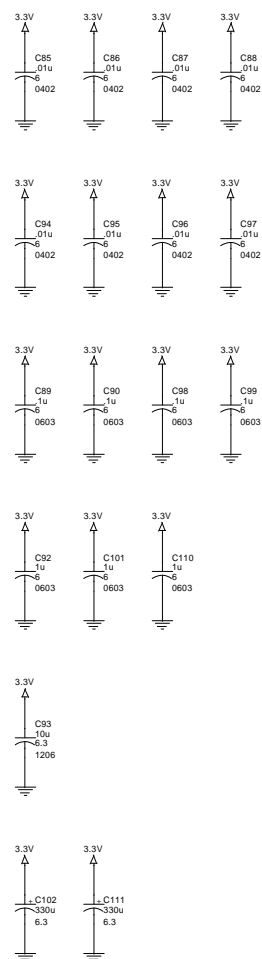 3.3V 3.3V 3.3V 3.3V
C85 C86 C87 C88
.01u .01u .01u .01u
6 6 6 6
0402 0402 0402 0402
3.3V 3.3V 3.3V 3.3V
C94 C95 C96 C97
.01u .01u .01u .01u
6 6 6 6
0402 0402 0402 0402
3.3V 3.3V 3.3V 3.3V
C89 C90 C98 C99
.1u .1u .1u .1u
6 6 6 6
0603 0603 0603 0603
3.3V 3.3V 3.3V
C92 C101 C110
1u 1u 1u
6 6 6
0603 0603 0603
3.3V
C93
10u
6.3
1206
3.3V 3.3V
+ C102 + C111
330u 330u
6.3 6.3